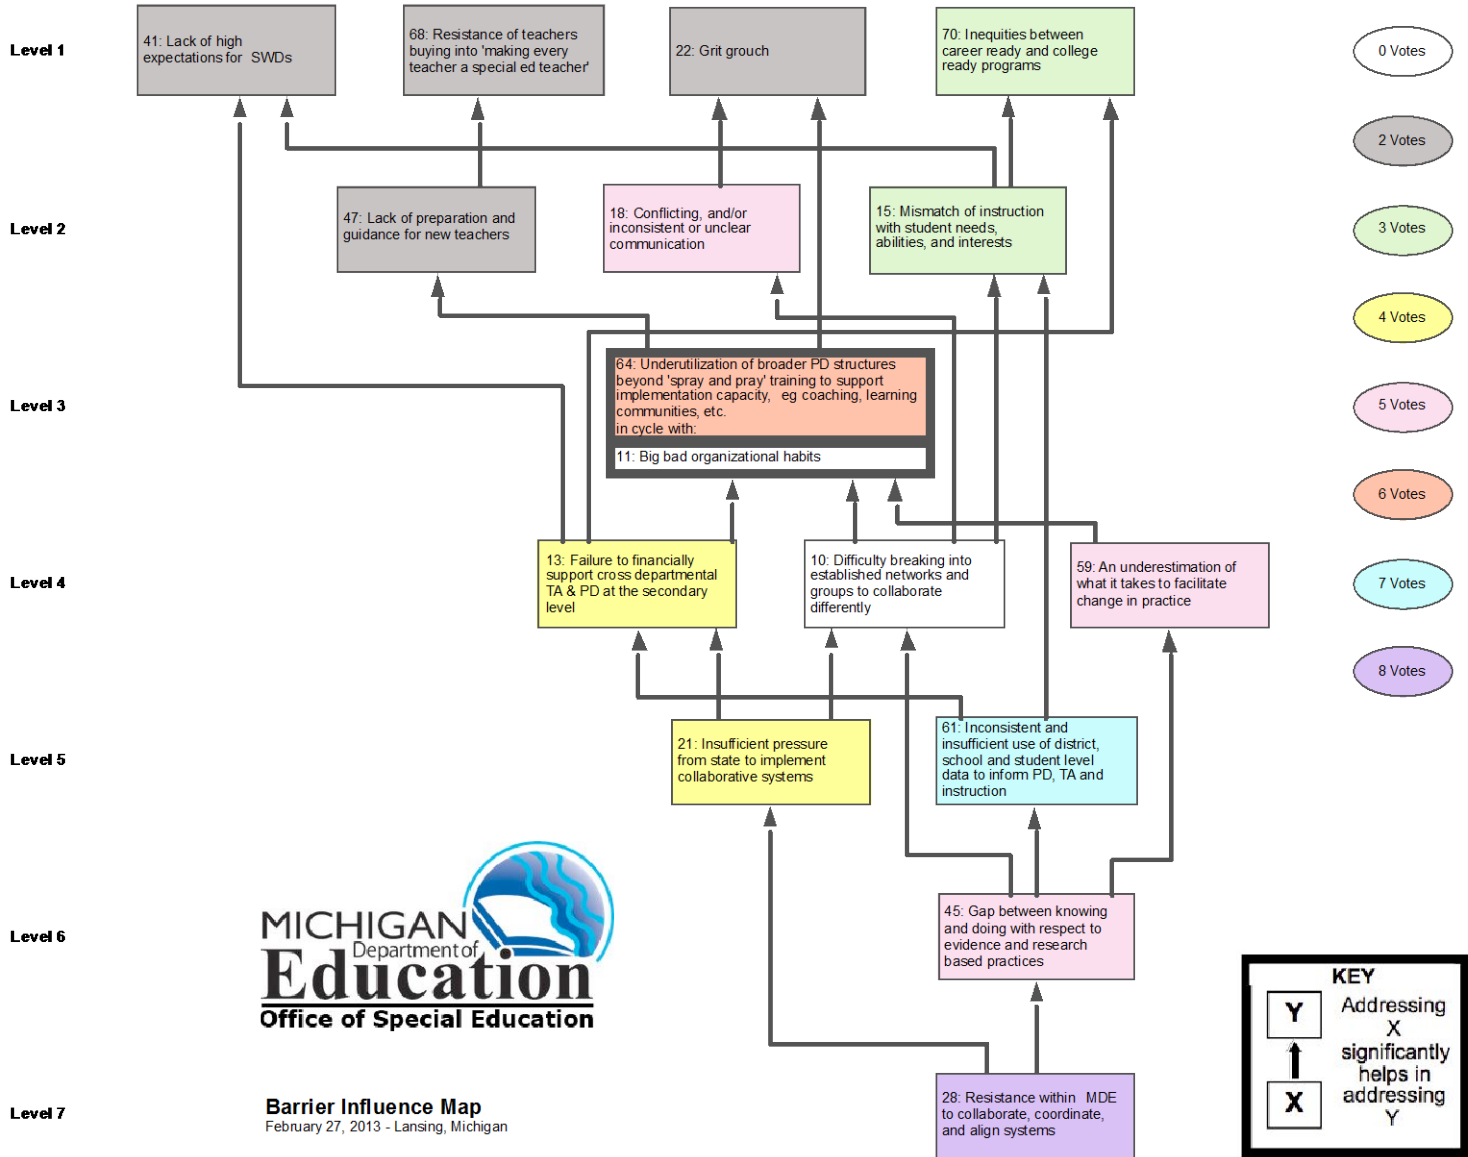 Level 1
41: Lack of high
expectations for SWDs
68: Resistance of teachers
buying into 'making every
teacher a special ed teacher'
22: Grit grouch
70: Inequities between
career ready and college
ready programs
0 Votes
2 Votes
Level 2
47: Lack of preparation and
guidance for new teachers
18: Conflicting, and/or
inconsistent or unclear
communication
15: Mismatch of instruction
with student needs,
abilities, and interests
3 Votes
4 Votes
Level 3
64: Underutilization of broader PD structures
beyond 'spray and pray' training to support
implementation capacity, eg coaching, learning
communities, etc.
in cycle with:
11: Big bad organizational habits
5 Votes
6 Votes
Level 4
13: Failure to financially
support cross departmental
TA & PD at the secondary
level
10: Difficulty breaking into
established networks and
groups to collaborate
differently
59: An underestimation of
what it takes to facilitate
change in practice
7 Votes
8 Votes
Level 5
21: Insufficient pressure
from state to implement
collaborative systems
61: Inconsistent and
insufficient use of district,
school and student level
data to inform PD, TA and
instruction
Level 6
MICHIGAN
Department of
Education
Office of Special Education
45: Gap between knowing
and doing with respect to
evidence and research
based practices
Level 7
Barrier Influence Map
February 27, 2013 - Lansing, Michigan
28: Resistance within MDE
to collaborate, coordinate,
and align systems
KEY
Y
X
Addressing
X
significantly
helps in
addressing
Y